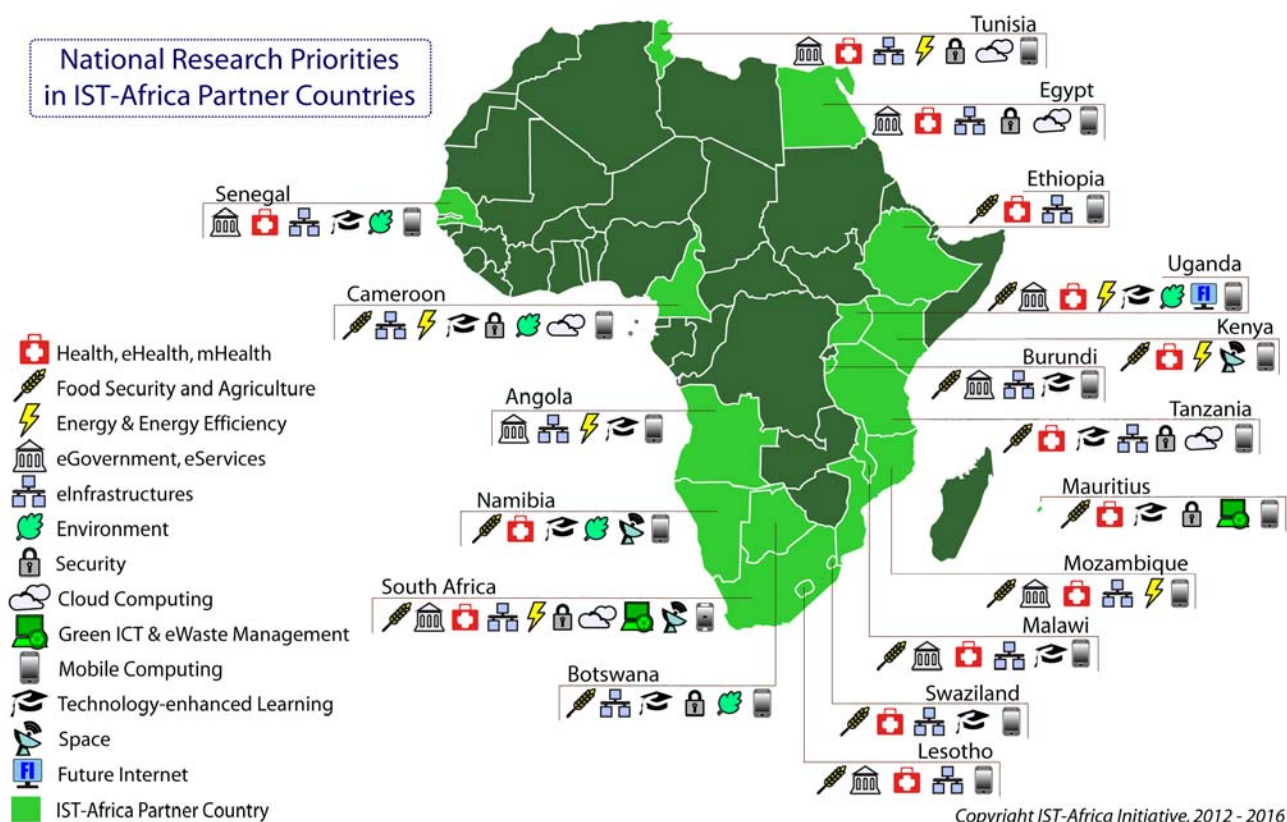 National Research Priorities
in IST-Africa Partner Countries
Tunisia
Egypt
Ethiopia
Senegal
Uganda
Cameroon
FI
Kenya
Burundi
Angola
Tanzania
Namibia
Mauritius
South Africa
Mozambique
Malawi
Botswana
Swaziland
Lesotho
Health, eHealth, mHealth
Food Security and Agriculture
Energy & Energy Efficiency
eGovernment, eServices
eInfrastructures
Environment
Security
Cloud Computing
Green ICT & eWaste Management
Mobile Computing
Technology-enhanced Learning
Space
FI Future Internet
IST-Africa Partner Country
Copyright IST-Africa Initiative, 2012 - 2016